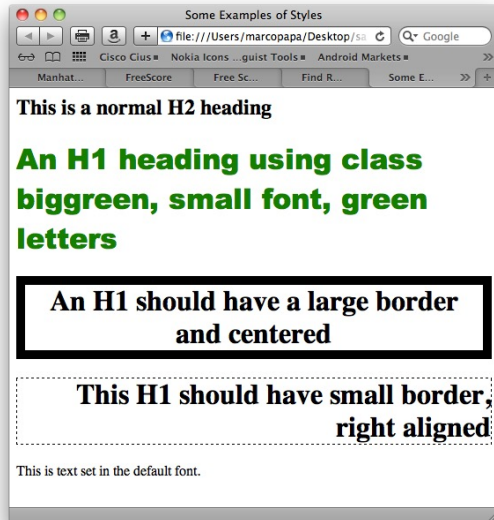 Some Examples of Styles
file:///Users/marcopapa/Desktop/sa
Google
Cisco Cius
Nokia Icons ...guist Tools
Android Markets
Manhat...
FreeScore
Free Sc...
Find R...
Some E...
This is a normal H2 heading
An H1 heading using class
biggreen, small font, green
letters
An H1 should have a large border
and centered
This H1 should have small border,
right aligned
This is text set in the default font.